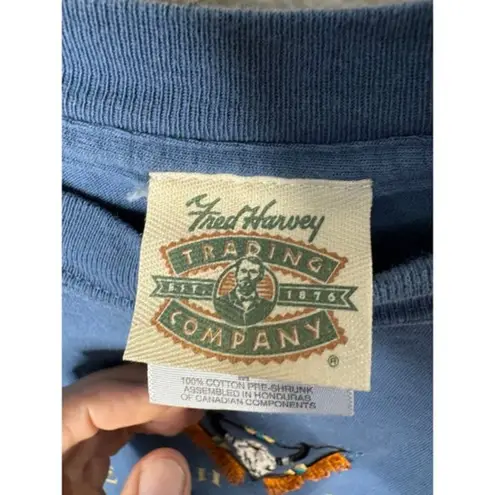 Fred Harvey
TRADING
EST. 1876
COMPANY
®
M
100% COTTON PRE-SHRUNK
ASSEMBLED IN HONDURAS
OF CANADIAN COMPONENTS